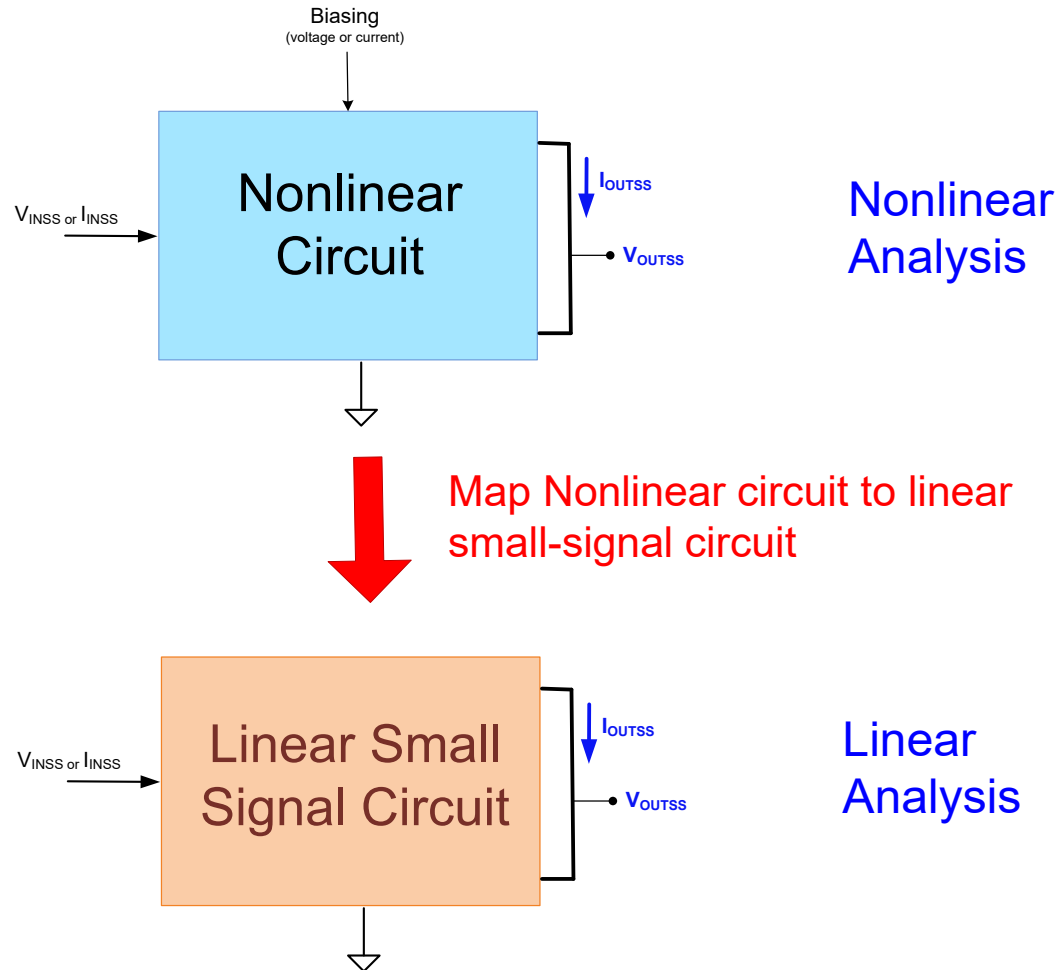 Biasing
(voltage or current)
Nonlinear
Circuit
VINSS or IINSS
IOUTSS
VOUTSS
Nonlinear
Analysis
Map Nonlinear circuit to linear
small-signal circuit
Linear Small
Signal Circuit
VINSS or IINSS
IOUTSS
VOUTSS
Linear
Analysis